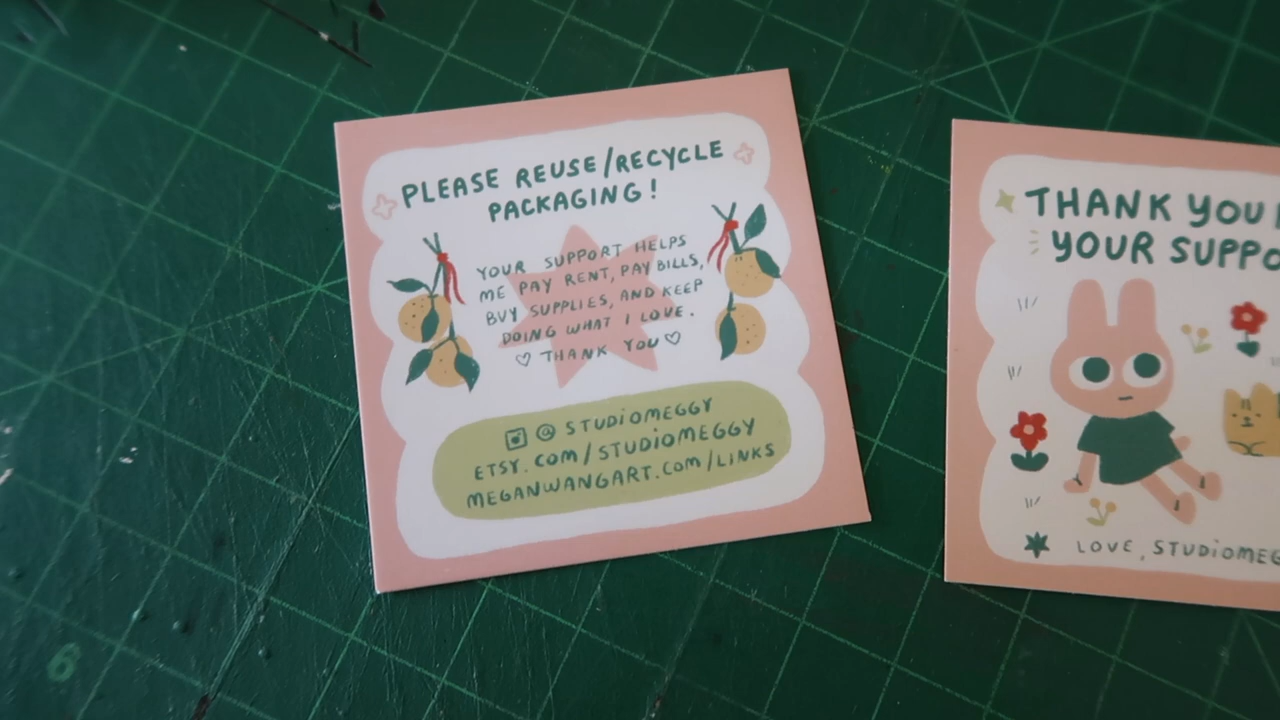 PLEASE REUSE/RECYCLE
PACKAGING!
YOUR SUPPORT HELPS
ME PAY RENT, PAY BILLS,
BUY SUPPLIES, AND KEEP
DOING WHAT I LOVE.
♡ THANK YOU ♡
@ STUDIOMEGGY
ETSY.COM/STUDIOMEGGY
MEGANWANGART.COM/LINKS
THANK YOU
YOUR SUPPO
LOVE, STUDIOMEG
6